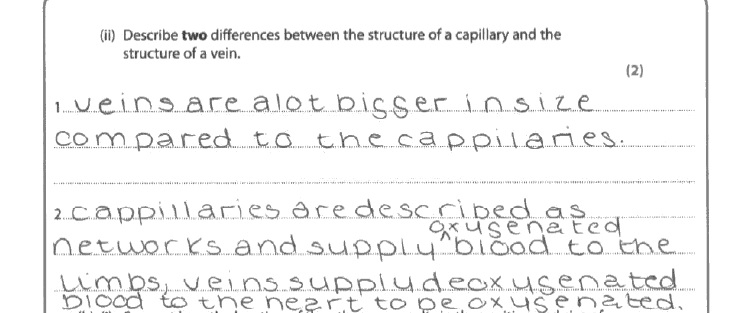 (ii) Describe two differences between the structure of a capillary and the
structure of a vein.
(2)
1 veins are alot bigger in size
compared to the cappilaries.
2 cappillaries are described as
networks and supply ^oxusenated blood to the
limbs, veins supply deoxusenated
blood to the heart to be oxusenated.